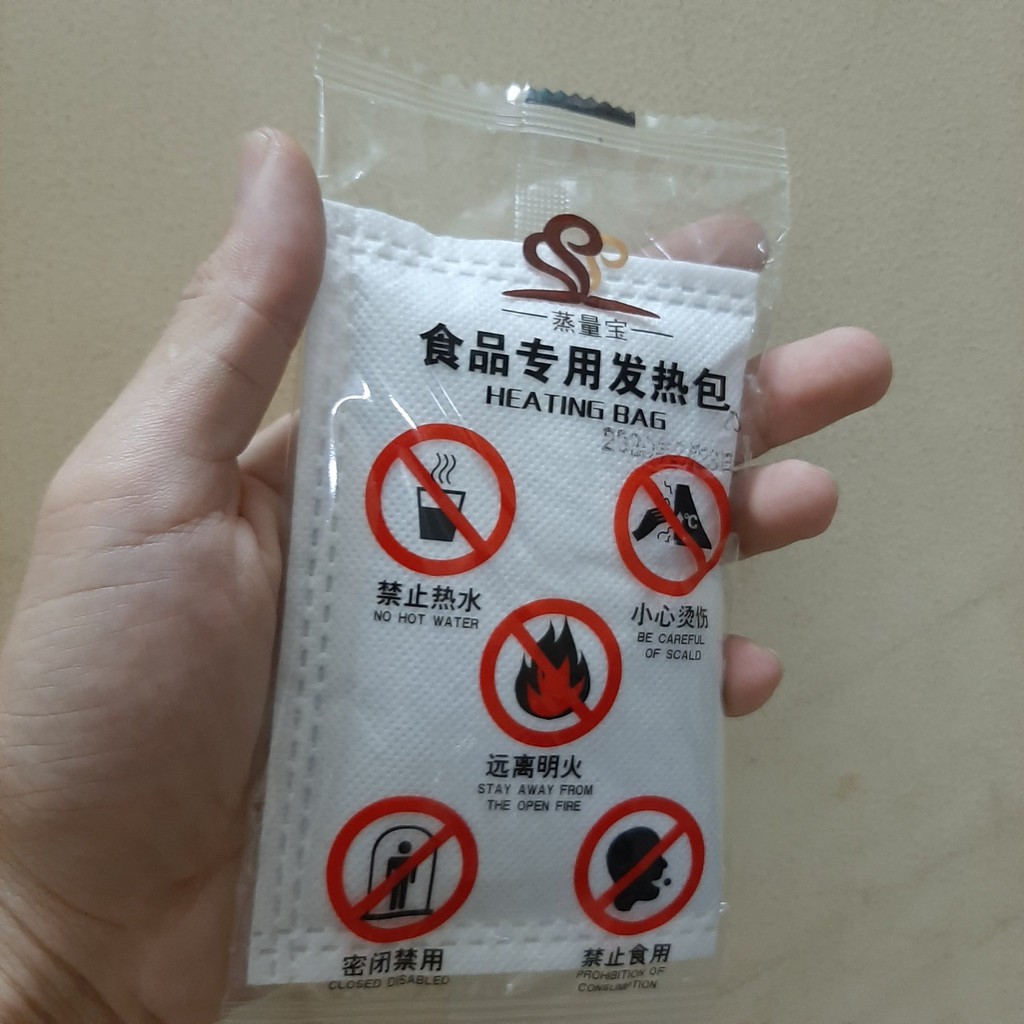 蒸量宝
食品专用发热包
HEATING BAG
℃
禁止热水
NO HOT WATER
小心烫伤
BE CAREFUL
OF SCALD
远离明火
STAY AWAY FROM
THE OPEN FIRE
密闭禁用
CLOSED DISABLED
禁止食用
PROHIBITION OF
CONSUMPTION